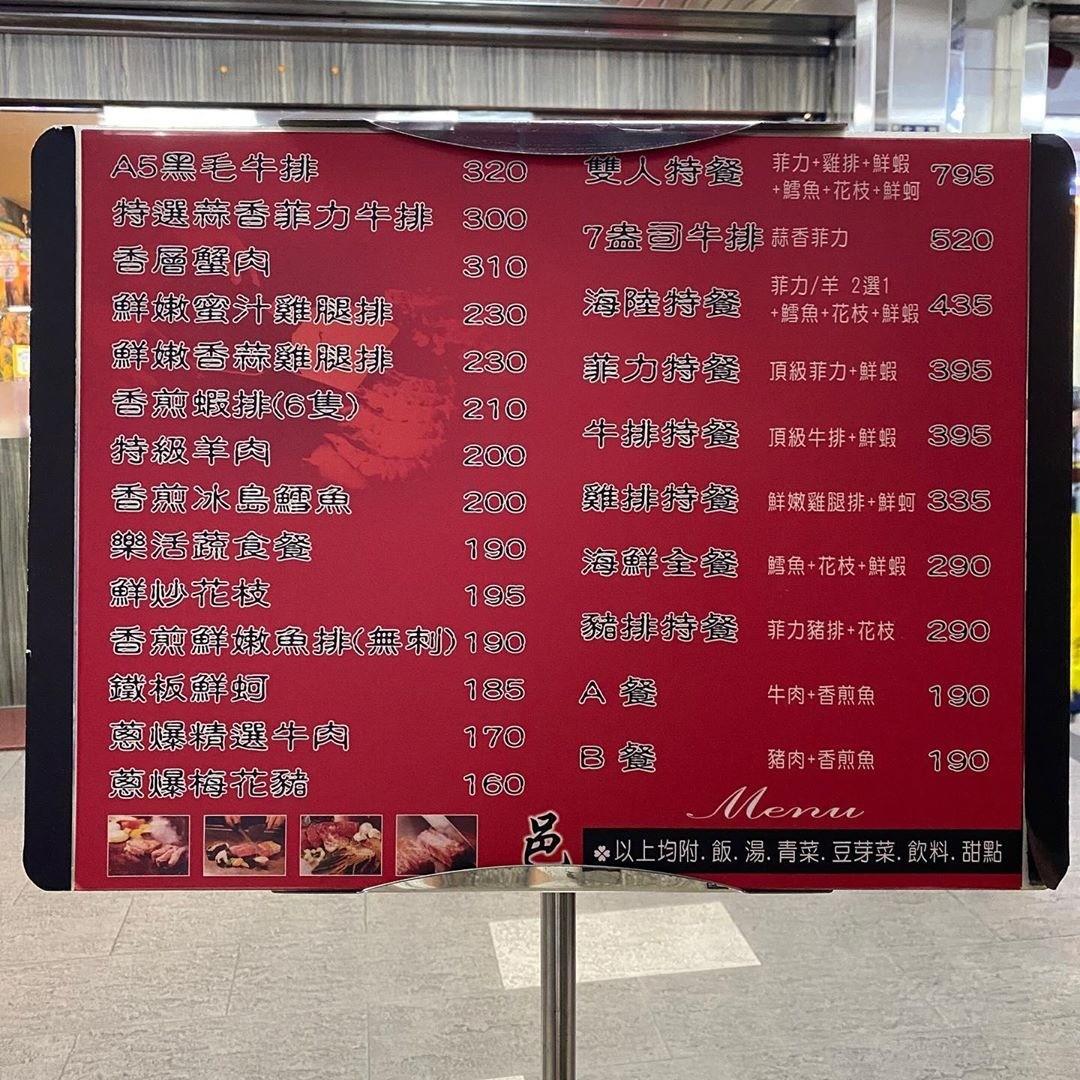 A5黑毛牛排 320
特選蒜香菲力牛排 300
香層蟹肉 310
鮮嫩蜜汁雞腿排 230
鮮嫩香蒜雞腿排 230
香煎蝦排(6隻) 210
特級羊肉 200
香煎冰島鱈魚 200
樂活蔬食餐 190
鮮炒花枝 195
香煎鮮嫩魚排(無刺) 190
鐵板鮮蚵 185
蔥爆精選牛肉 170
蔥爆梅花豬 160
雙人特餐 菲力+雞排+鮮蝦 795
+鱈魚+花枝+鮮蚵
7盎司牛排 蒜香菲力 520
海陸特餐 菲力/羊 2選1 435
+鱈魚+花枝+鮮蝦
菲力特餐 頂級菲力+鮮蝦 395
牛排特餐 頂級牛排+鮮蝦 395
雞排特餐 鮮嫩雞腿排+鮮蚵 335
海鮮全餐 鱈魚+花枝+鮮蝦 290
豬排特餐 菲力豬排+花枝 290
A 餐 牛肉+香煎魚 190
B 餐 豬肉+香煎魚 190
Menu
邑
以上均附.飯.湯.青菜.豆芽菜.飲料.甜點